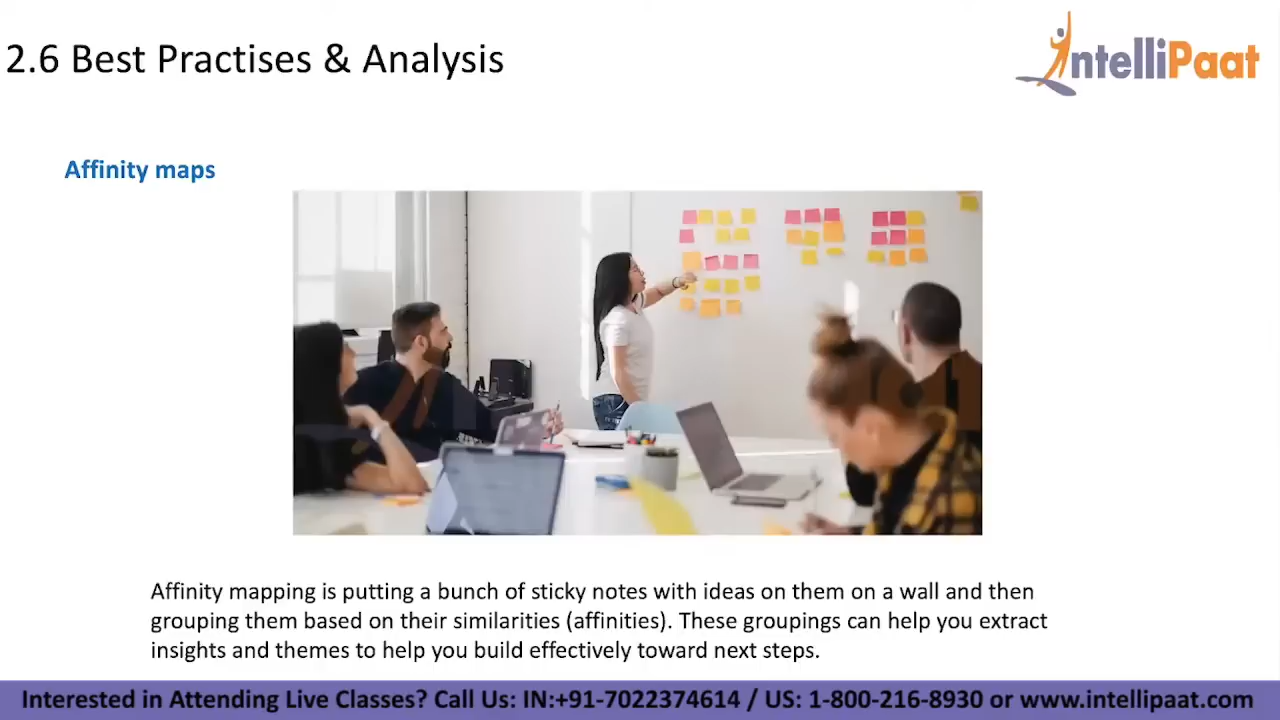 2.6 Best Practises & Analysis
IntelliPaat
Affinity maps
Affinity mapping is putting a bunch of sticky notes with ideas on them on a wall and then
grouping them based on their similarities (affinities). These groupings can help you extract
insights and themes to help you build effectively toward next steps.
Interested in Attending Live Classes? Call Us: IN:+91-7022374614 / US: 1-800-216-8930 or www.intellipaat.com